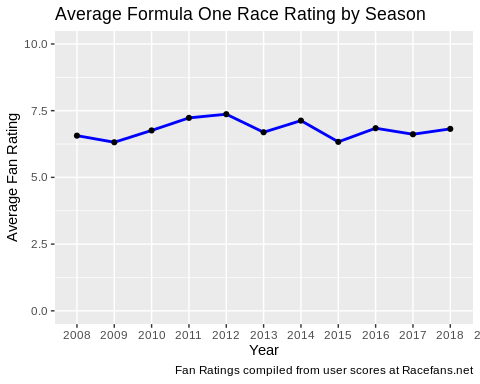 Average Formula One Race Rating by Season
Average Fan Rating
10.0
7.5
5.0
2.5
0.0
2008 2009 2010 2011 2012 2013 2014 2015 2016 2017 2018 2
Year
Fan Ratings compiled from user scores at Racefans.net